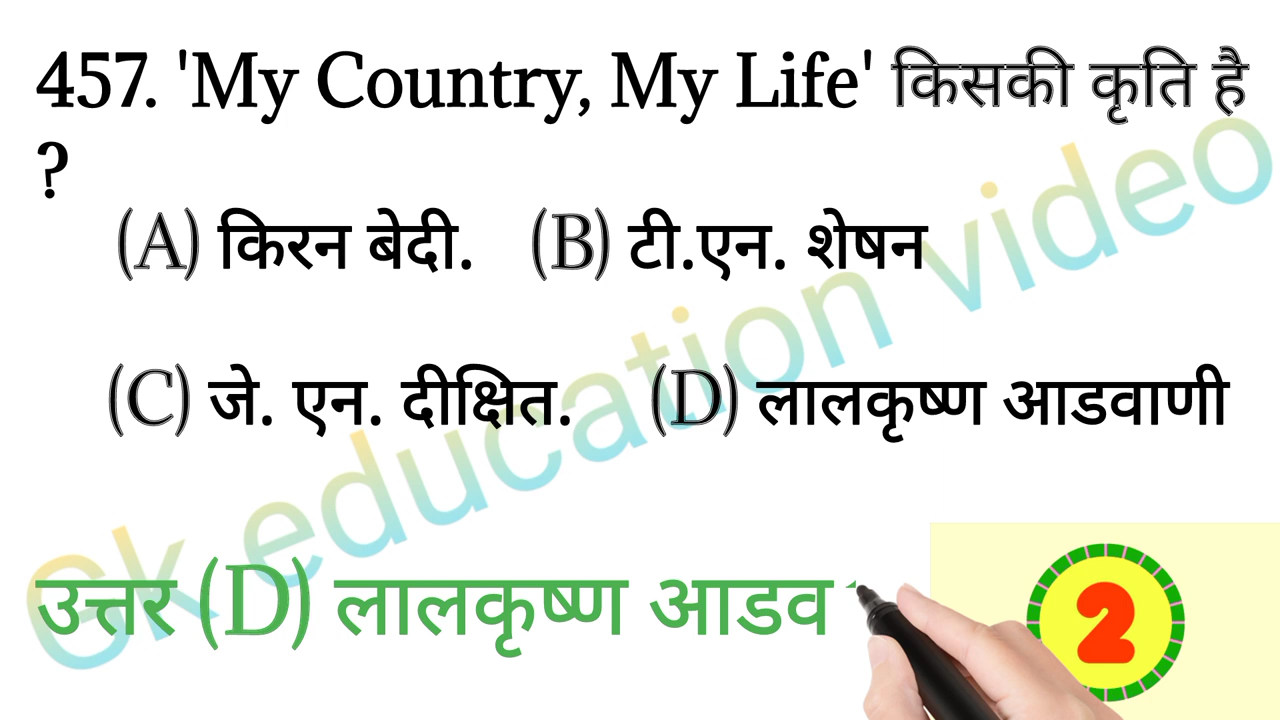 457. 'My Country, My Life' किसकी कृति है
?
(A) किरन बेदी. (B) टी.एन. शेषन
(C) जे. एन. दीक्षित. (D) लालकृष्ण आडवाणी
उत्तर (D) लालकृष्ण आडव
2
Gk education video